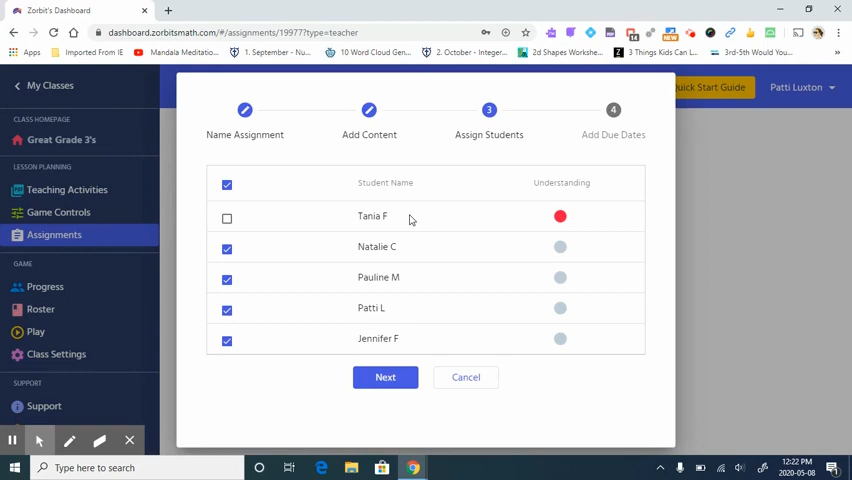 Zorbit's Dashboard
dashboard.zorbitsmath.com/#/assignments/19977?type=teacher
Apps Imported From IE Mandala Meditatio... 1. September - Nu... 10 Word Cloud Gen... 2. October - Integer... 2d Shapes Workshe... 3 Things Kids Can L... 3rd-5th Would You... »
My Classes
Quick Start Guide
Patti Luxton
CLASS HOMEPAGE
Great Grade 3's
LESSON PLANNING
Teaching Activities
Game Controls
Assignments
GAME
Progress
Roster
Play
Class Settings
SUPPORT
Support
3 4
Name Assignment Add Content Assign Students Add Due Dates
Student Name Understanding
Tania F
Natalie C
Pauline M
Patti L
Jennifer F
Next Cancel
Type here to search
12:22 PM
2020-05-08